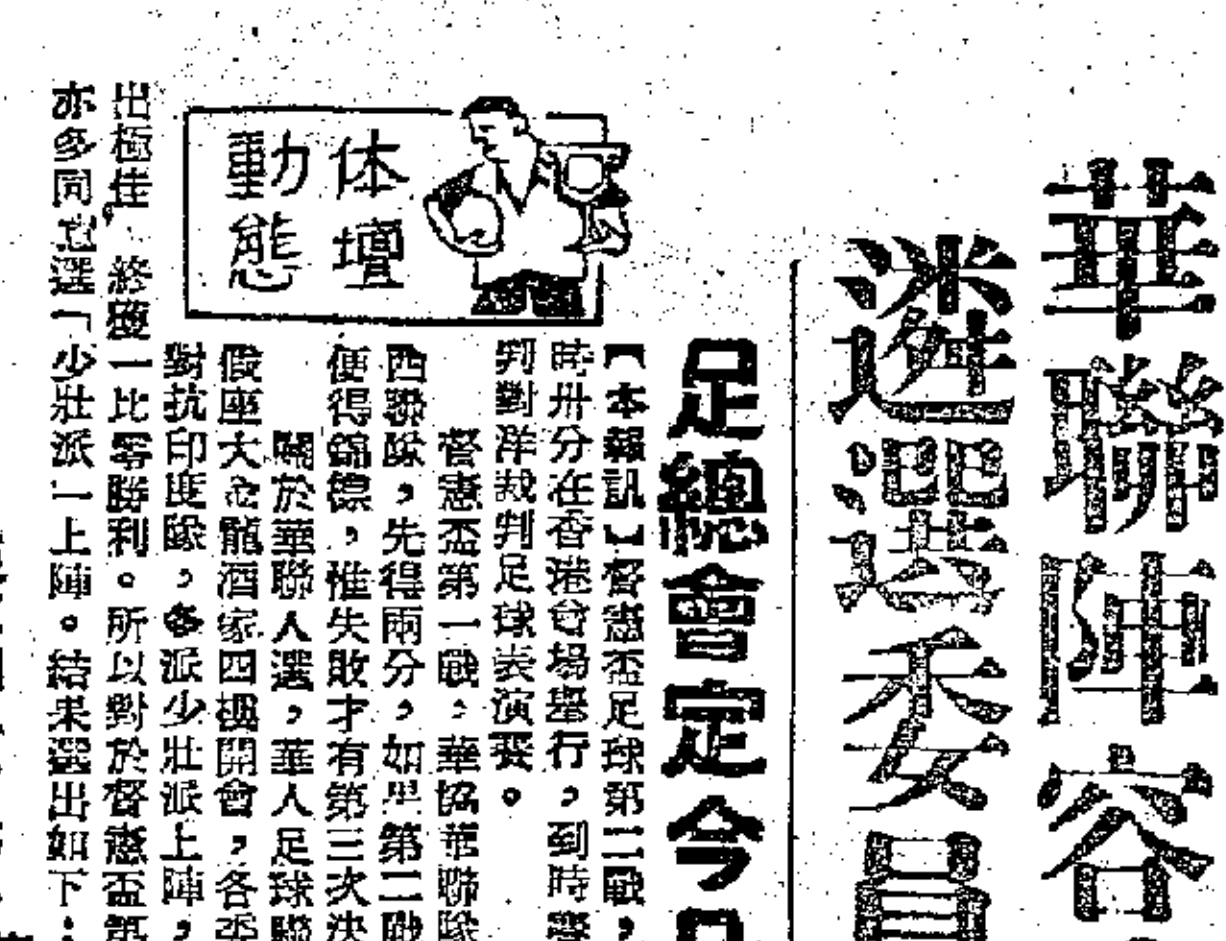 華聯陣容
遴選委員
足總會定今
体壇
動態
【本報訊】督憲盃足球第二戰，
時卅分在香港會場舉行，到時
判對洋裁判足球表演賽。
督憲盃第一戰，華協華聯隊
西聯隊，先得兩分，如果第二戰
便得錦標，惟失敗才有第三次決
關於華聯人選，華人足球聯
假座大金龍酒家四樓開會，各委
對抗印度隊，多派少壯派上陣，
出極佳，終獲一比零勝利。所以對於督憲盃第
亦多同意選「少壯派」上陣。結果選出如下：